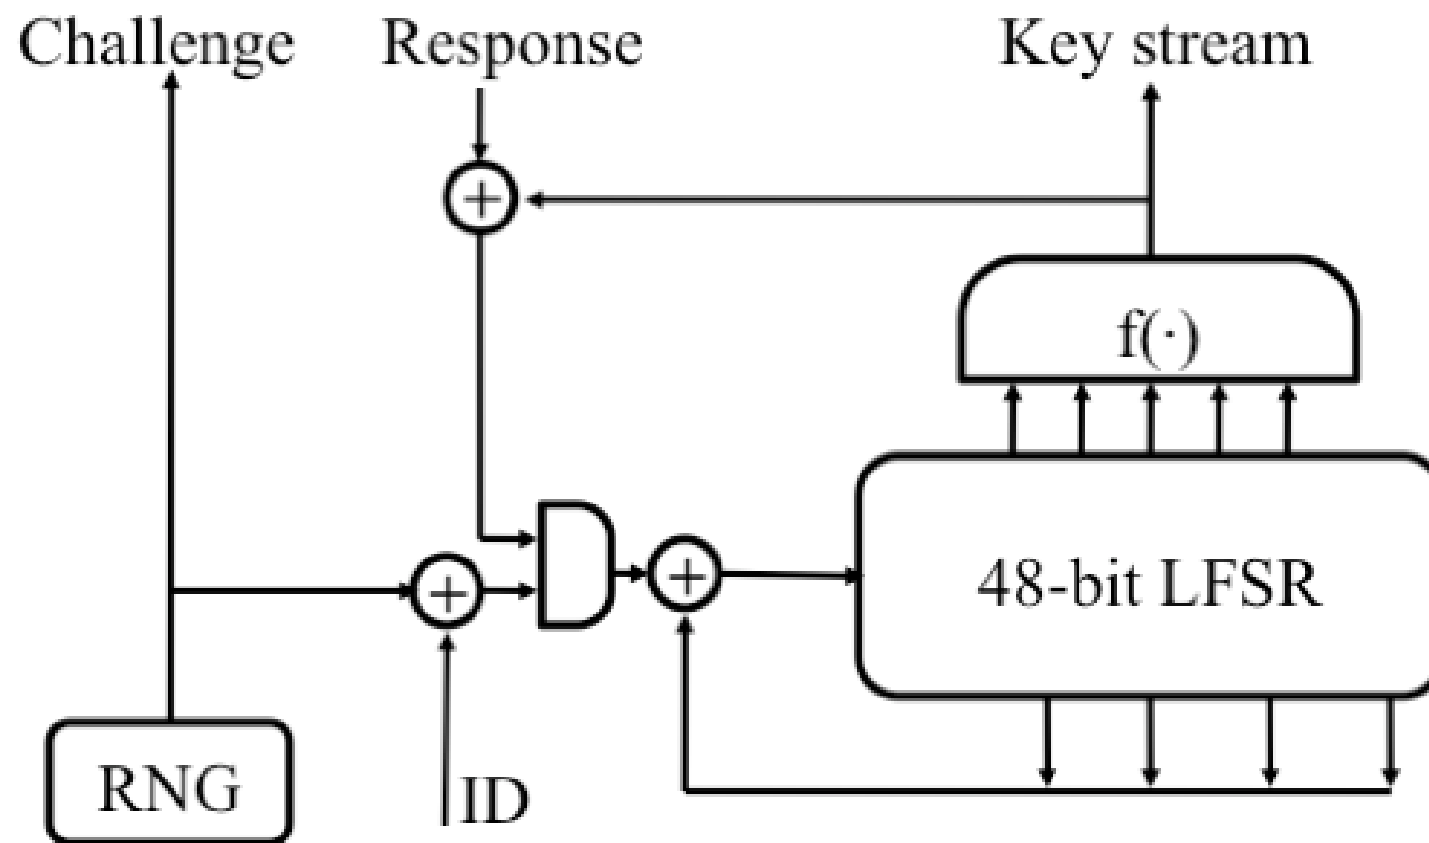 Challenge
Response
Key stream
+
f(·)
48-bit LFSR
+
+
RNG
ID